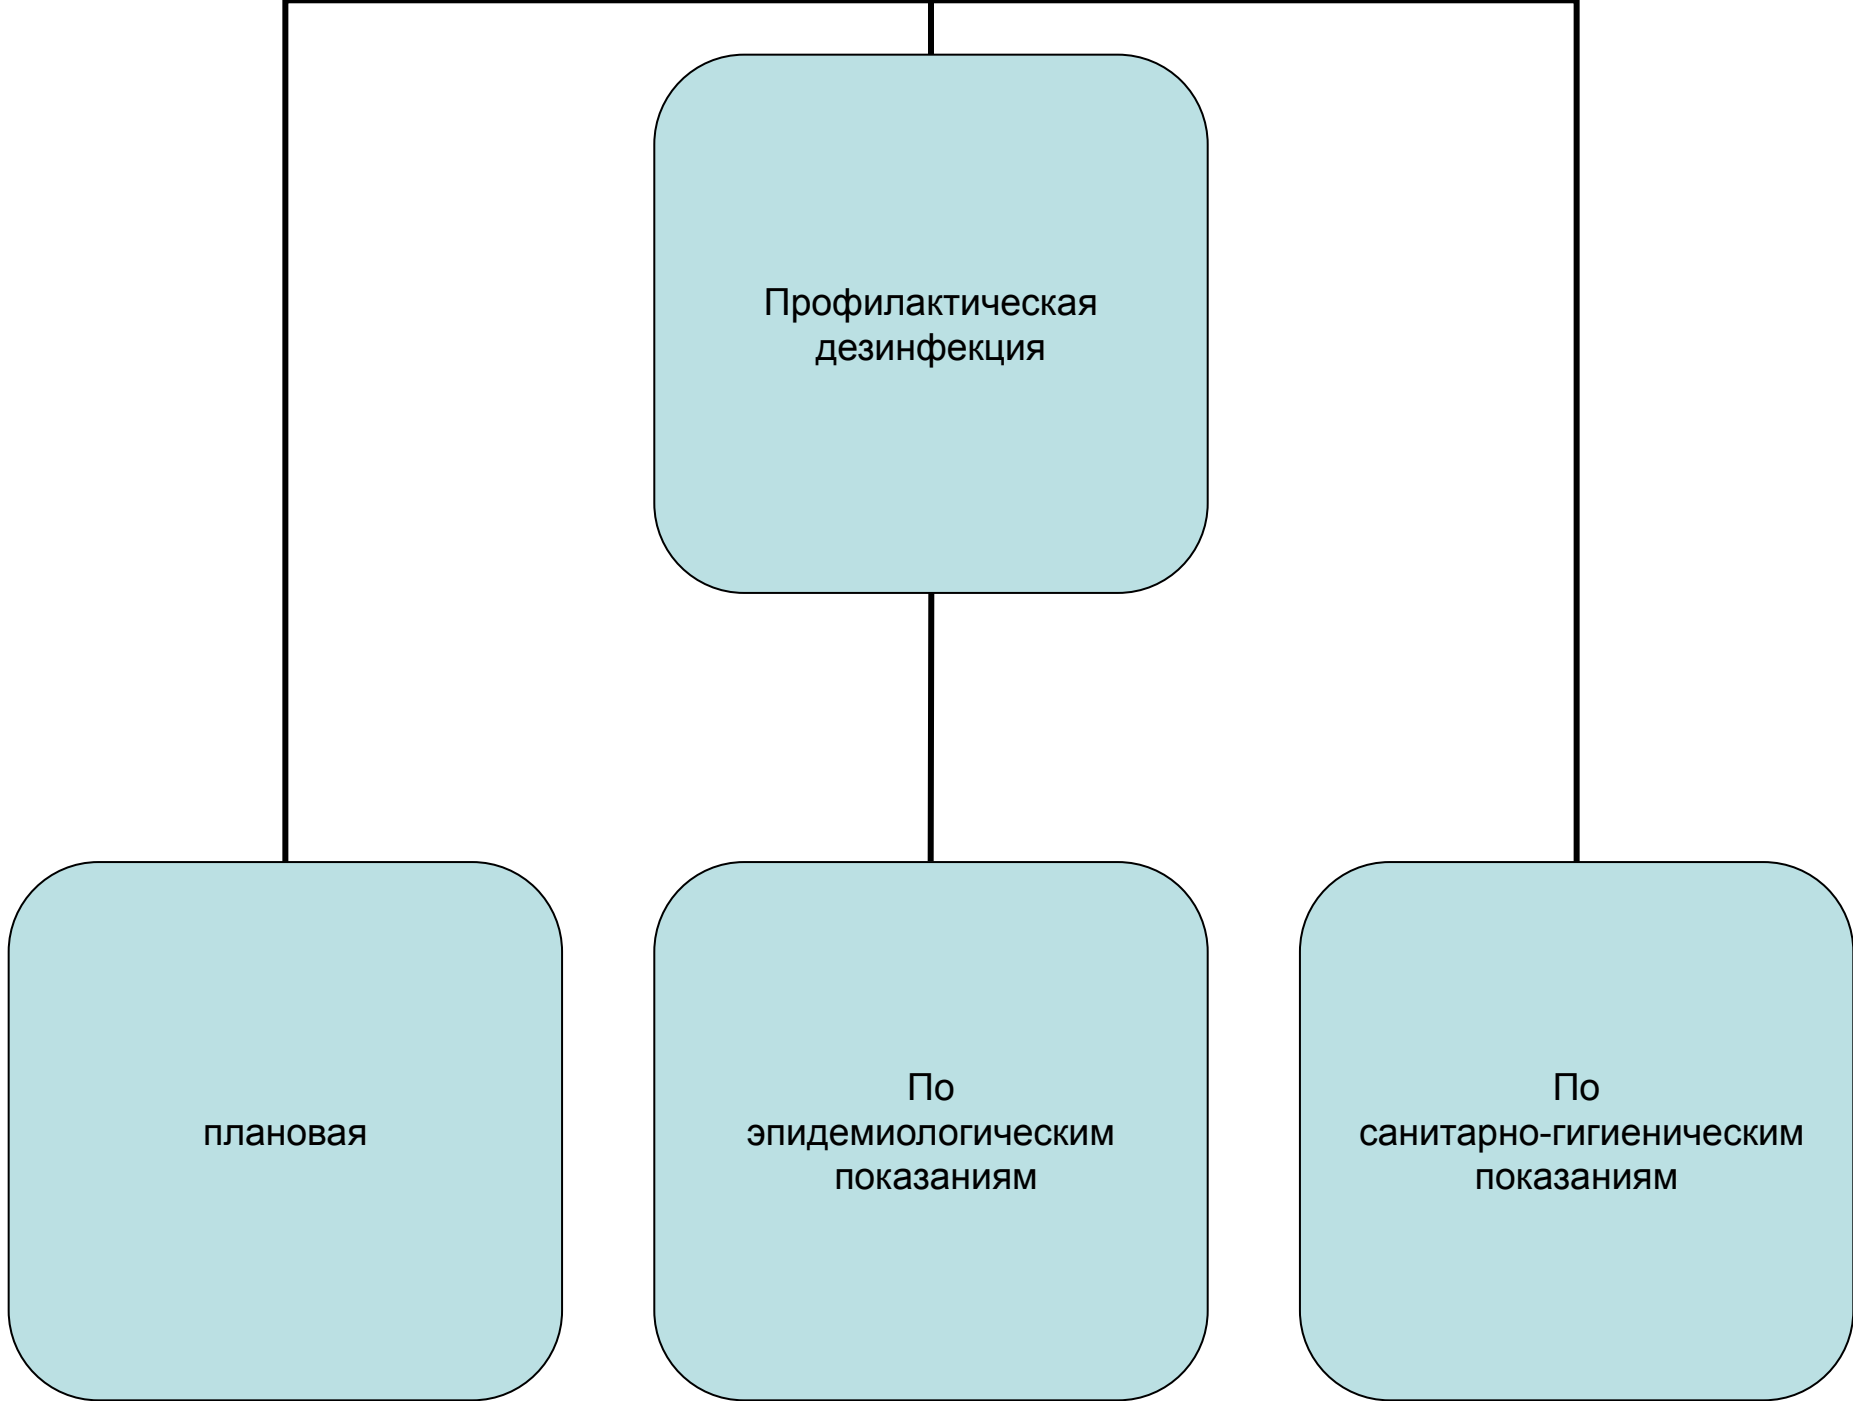 Профилактическая
дезинфекция
плановая
По
эпидемиологическим
показаниям
По
санитарно-гигиеническим
показаниям